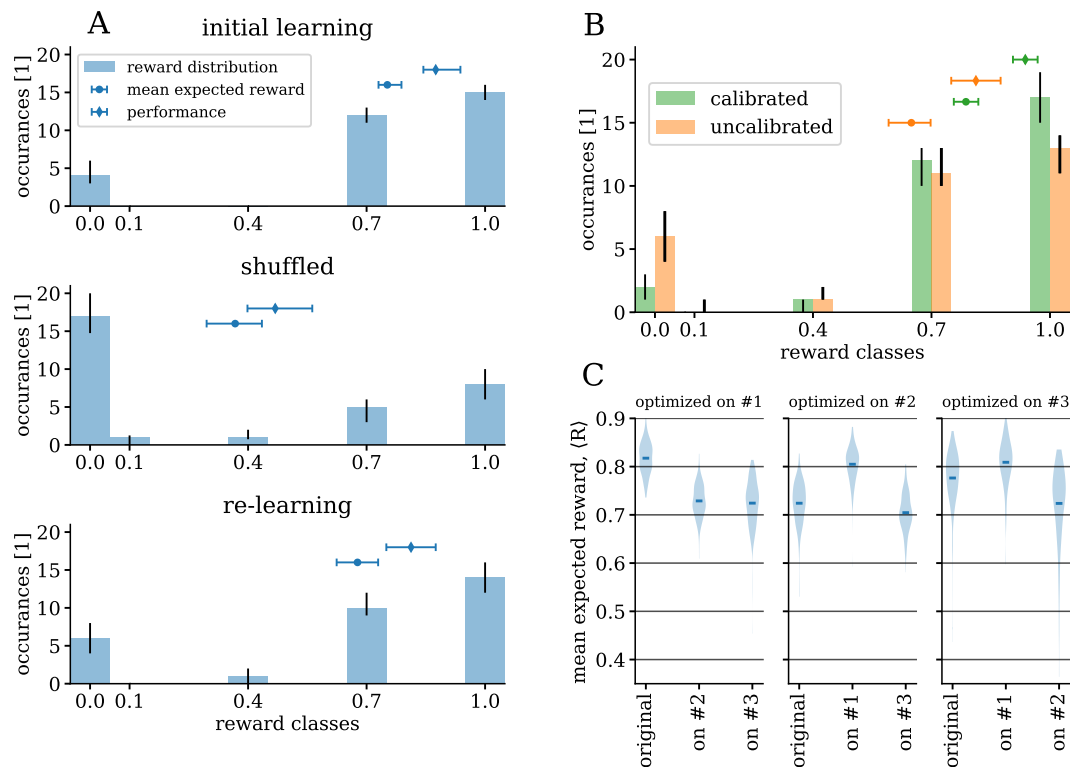 A
initial learning
20
15
10
5
0
occurances [1]
reward distribution
mean expected reward
performance
0.0 0.1 0.4 0.7 1.0
shuffled
20
15
10
5
0
occurances [1]
0.0 0.1 0.4 0.7 1.0
re-learning
20
15
10
5
0
occurances [1]
0.0 0.1 0.4 0.7 1.0
reward classes
B
20
15
10
5
0
occurances [1]
calibrated
uncalibrated
0.0 0.1 0.4 0.7 1.0
reward classes
C
optimized on #1 optimized on #2 optimized on #3
0.9
0.8
0.7
0.6
0.5
0.4
mean expected reward, ⟨R⟩
original on #2 on #3
original on #1 on #3
original on #1 on #2